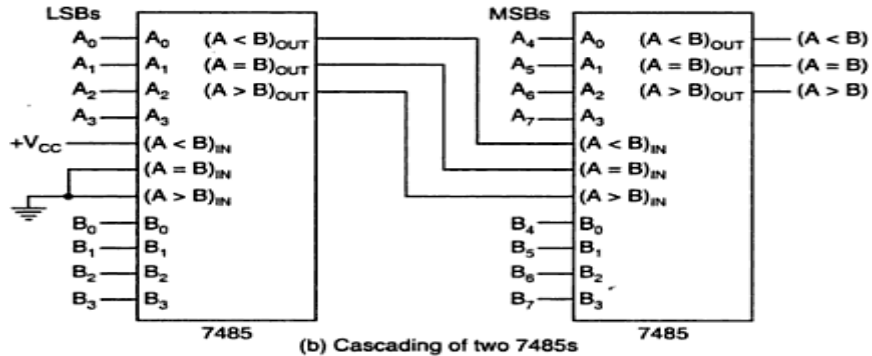 LSBs
A₀ A₀ (A < B)OUT
A₁ A₁ (A = B)OUT
A₂ A₂ (A > B)OUT
A₃ A₃
+VCC (A < B)IN
(A = B)IN
(A > B)IN
B₀ B₀
B₁ B₁
B₂ B₂
B₃ B₃
7485
MSBs
A₄ A₀ (A < B)OUT (A < B)
A₅ A₁ (A = B)OUT (A = B)
A₆ A₂ (A > B)OUT (A > B)
A₇ A₃
(A < B)IN
(A = B)IN
(A > B)IN
B₄ B₀
B₅ B₁
B₆ B₂
B₇ B₃
7485
(b) Cascading of two 7485s